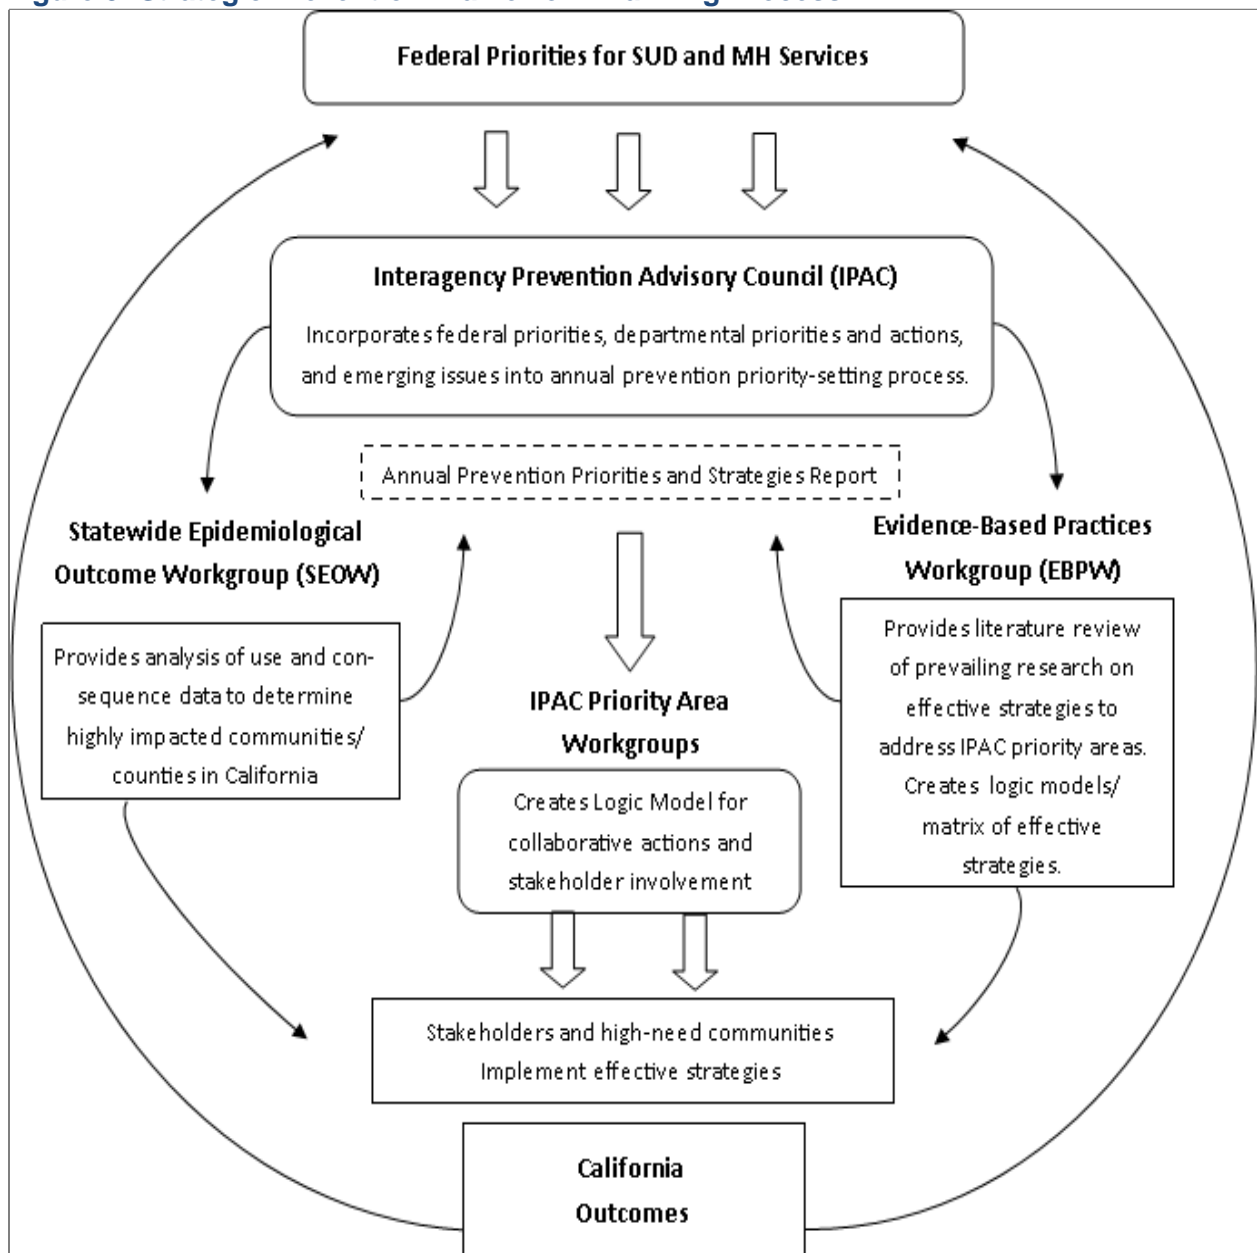 Federal Priorities for SUD and MH Services
Interagency Prevention Advisory Council (IPAC)
Incorporates federal priorities, departmental priorities and actions,
and emerging issues into annual prevention priority-setting process.
Annual Prevention Priorities and Strategies Report
Statewide Epidemiological
Outcome Workgroup (SEOW)
Provides analysis of use and con-
sequence data to determine
highly impacted communities/
counties in California
Evidence-Based Practices
Workgroup (EBPW)
Provides literature review
of prevailing research on
effective strategies to
address IPAC priority areas.
Creates logic models/
matrix of effective
strategies.
IPAC Priority Area
Workgroups
Creates Logic Model for
collaborative actions and
stakeholder involvement
Stakeholders and high-need communities
Implement effective strategies
California
Outcomes